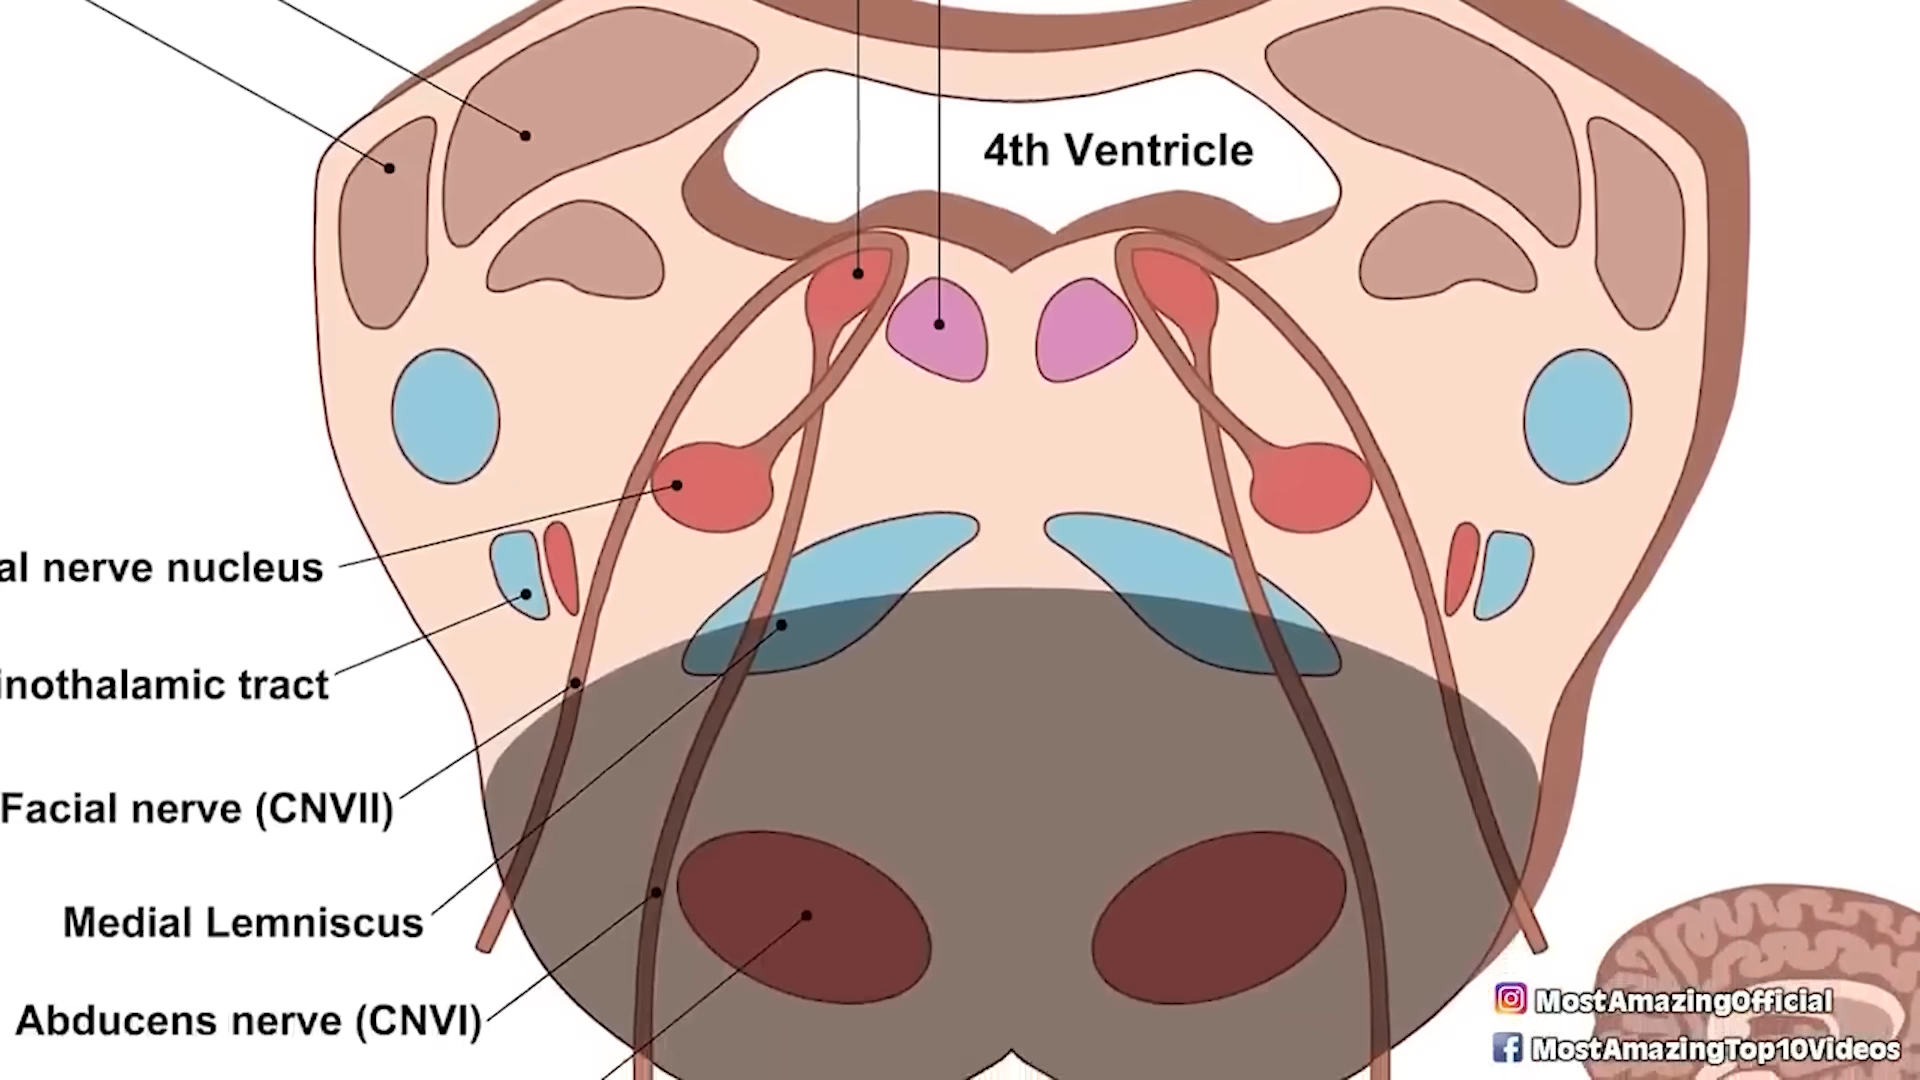 4th Ventricle
al nerve nucleus
inothalamic tract
Facial nerve (CNVII)
Medial Lemniscus
Abducens nerve (CNVI)
MostAmazingOfficial
MostAmazingTop10Videos